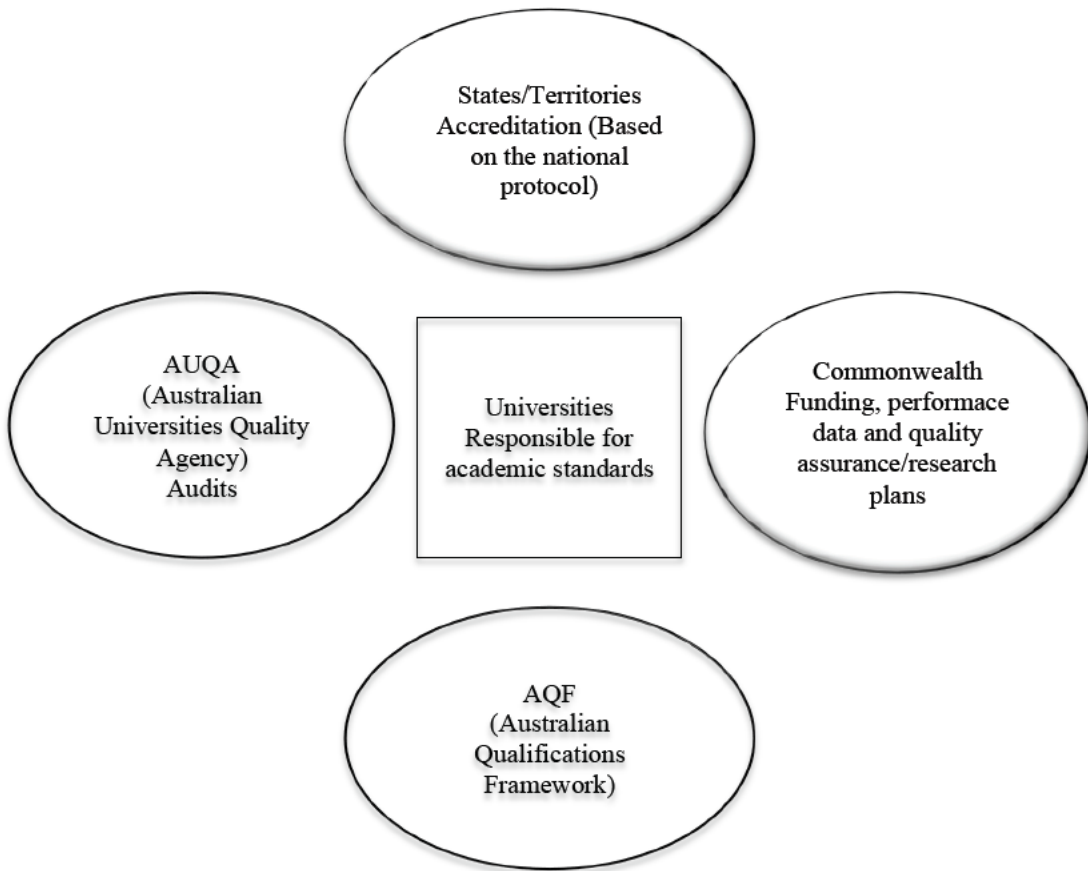 States/Territories
Accreditation (Based
on the national
protocol)
AUQA
(Australian
Universities Quality
Agency)
Audits
Universities
Responsible for
academic standards
Commonwealth
Funding, performace
data and quality
assurance/research
plans
AQF
(Australian
Qualifications
Framework)